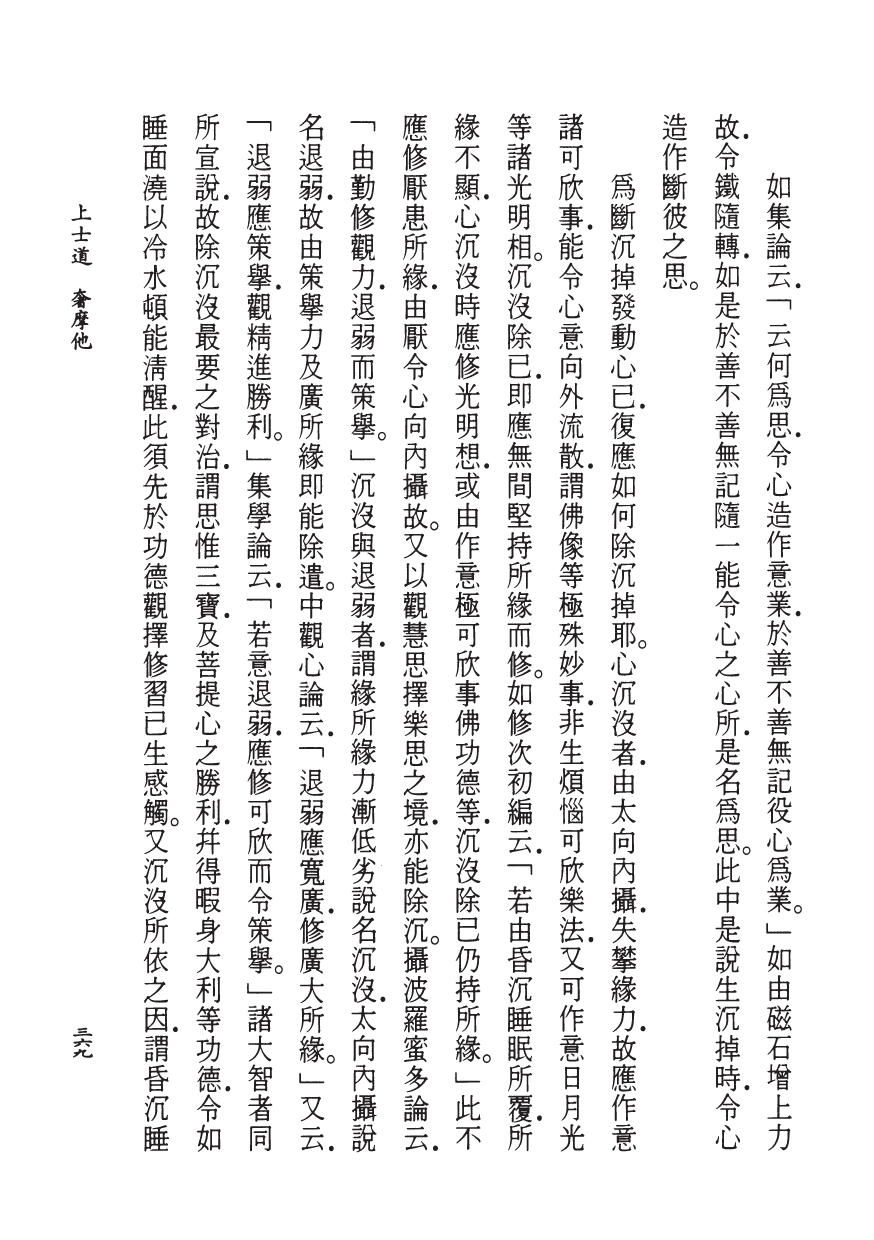 如集論云．「云何爲思．令心造作意業．於善不善無記役心爲業。」如由磁石增上力
故．令鐵隨轉．如是於善不善無記隨一能令心之心所．是名爲思。此中是說生沉掉時．令心
造作斷彼之思。
爲斷沉掉發動心已．復應如何除沉掉耶。心沉沒者．由太向內攝．失攀緣力．故應作意
諸可欣事．能令心意向外流散．謂佛像等極殊妙事．非生煩惱可欣樂法．又可作意日月光
等諸光明相。沉沒除已．即應無間堅持所緣而修。如修次初編云．「若由昏沉睡眠所覆．所
緣不顯．心沉沒時應修光明想．或由作意極可欣事佛功德等．沉沒除已仍持所緣。」此不
應修厭患所緣．由厭令心向內攝故。又以觀慧思擇樂思之境．亦能除沉。攝波羅蜜多論云．
「由勤修觀力．退弱而策擧。」沉沒與退弱者．謂緣所緣力漸低劣說名沉沒．太向內攝說
名退弱．故由策擧力及廣所緣即能除遣。中觀心論云．「退弱應寬廣．修廣大所緣。」又云．
「退弱應策擧．觀精進勝利。」集學論云．「若意退弱．應修可欣而令策擧。」諸大智者同
所宣說．故除沉沒最要之對治．謂思惟三寶．及菩提心之勝利．幷得暇身大利等功德．令如
睡面澆以冷水頓能淸醒．此須先於功德觀擇修習已生感觸。又沉沒所依之因．謂昏沉睡
上士道　奢摩他
三六九